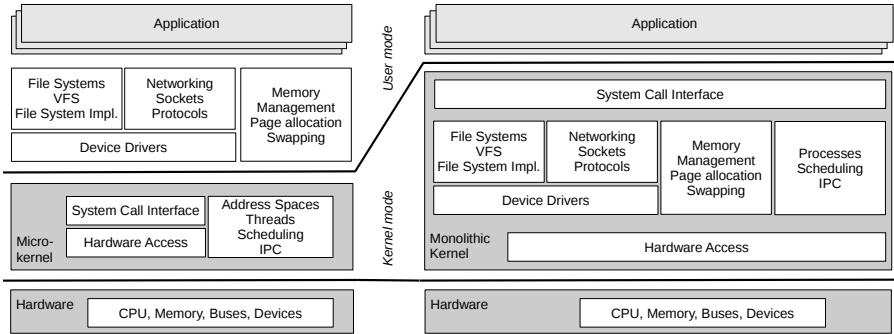 Application
File Systems
VFS
File System Impl.
Networking
Sockets
Protocols
Memory
Management
Page allocation
Swapping
Device Drivers
System Call Interface
Hardware Access
Address Spaces
Threads
Scheduling
IPC
Micro-
kernel
Hardware
CPU, Memory, Buses, Devices
User mode
Kernel mode
Application
System Call Interface
File Systems
VFS
File System Impl.
Networking
Sockets
Protocols
Memory
Management
Page allocation
Swapping
Processes
Scheduling
IPC
Device Drivers
Monolithic
Kernel
Hardware Access
Hardware
CPU, Memory, Buses, Devices